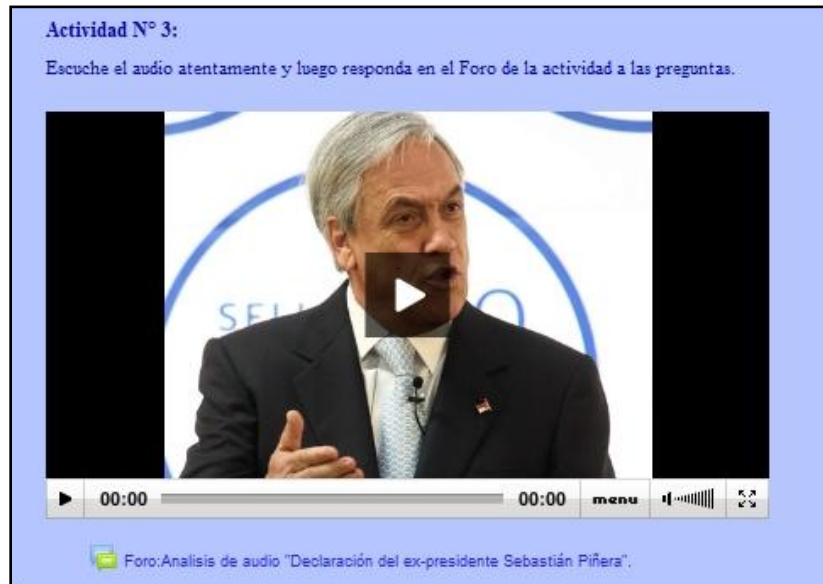 Actividad N° 3:
Escuche el audio atentamente y luego responda en el Foro de la actividad a las preguntas.
SEL
O
00:00
00:00
menu
Foro:Analisis de audio "Declaración del ex-presidente Sebastián Piñera".